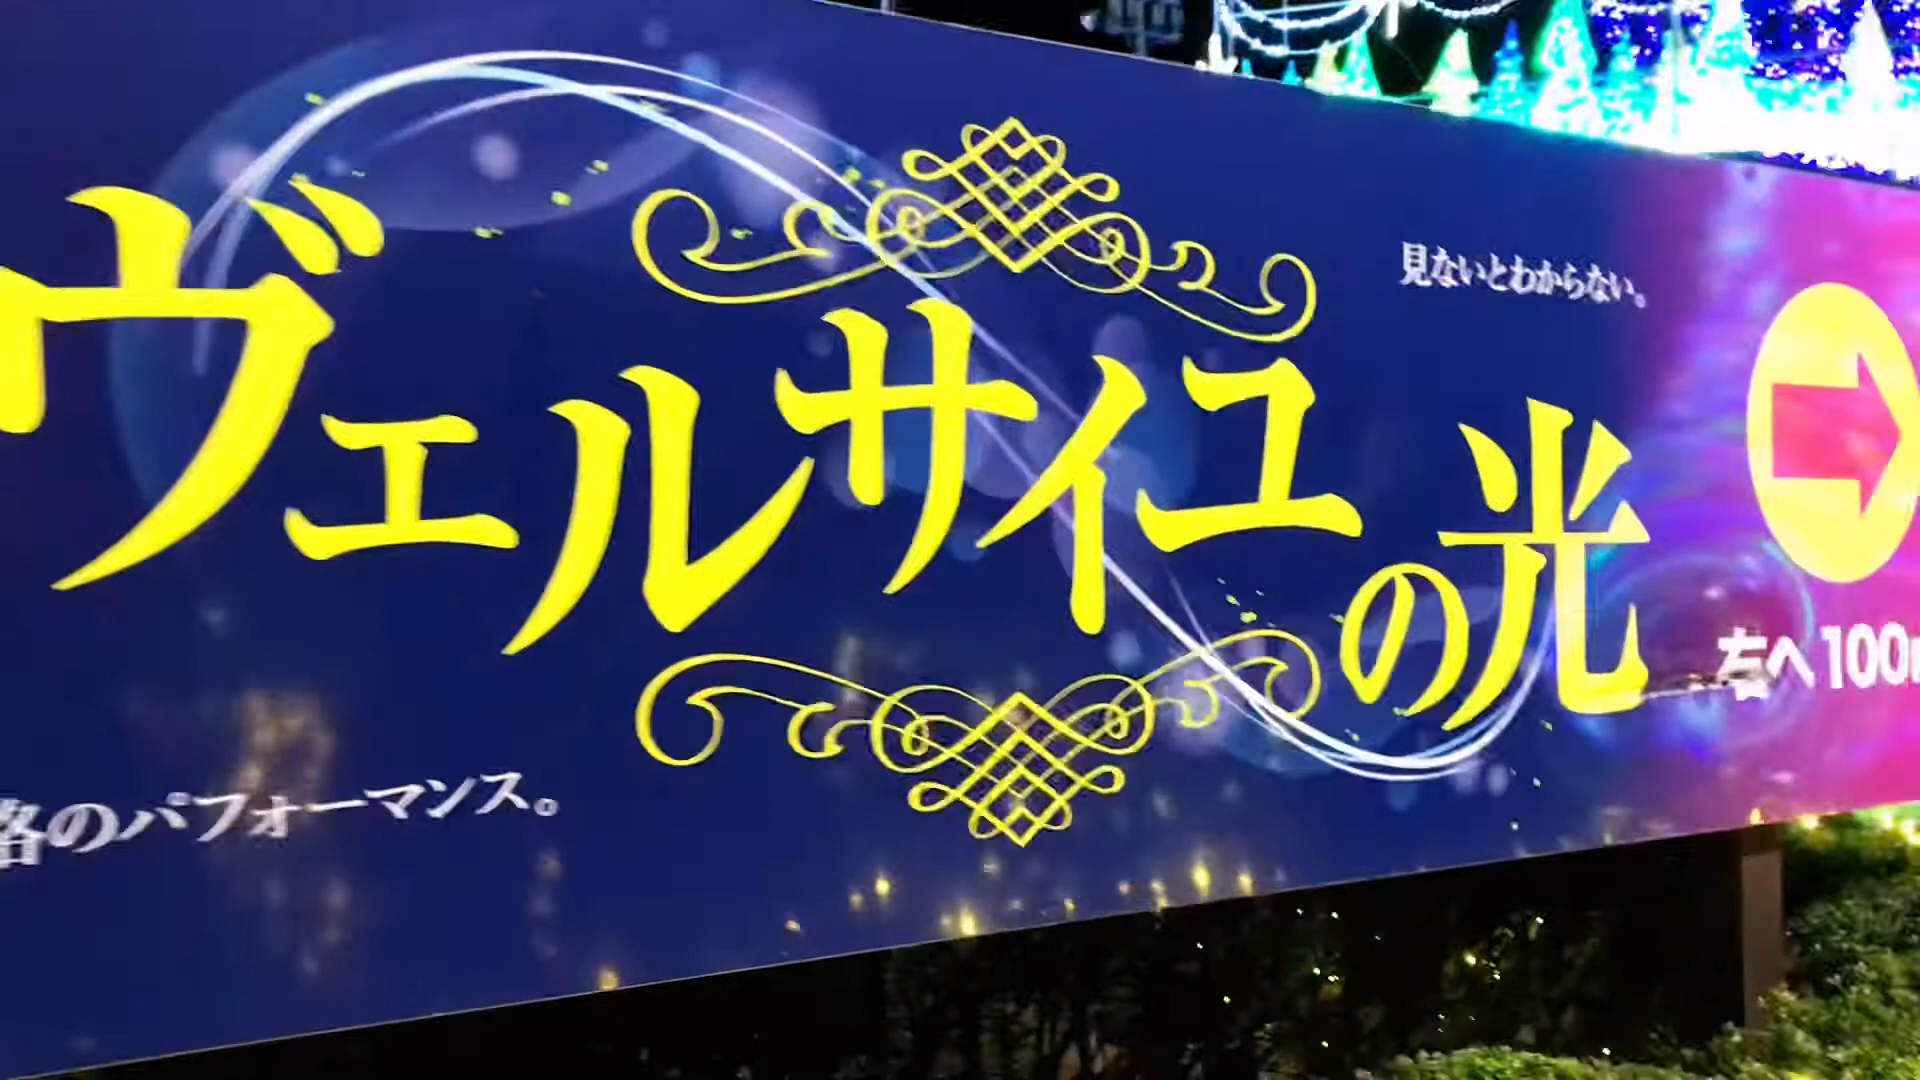 見ないとわからない。
ヴェルサイユの光
右へ100m
格のパフォーマンス。